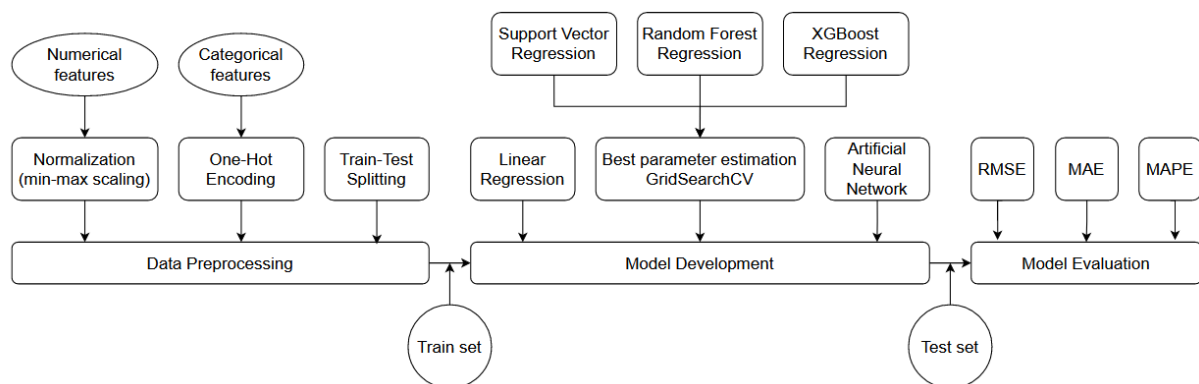 Numerical
features
Categorical
features
Support Vector
Regression
Random Forest
Regression
XGBoost
Regression
Normalization
(min-max scaling)
One-Hot
Encoding
Train-Test
Splitting
Linear
Regression
Best parameter estimation
GridSearchCV
Artificial
Neural
Network
RMSE
MAE
MAPE
Data Preprocessing
Model Development
Model Evaluation
Train set
Test set